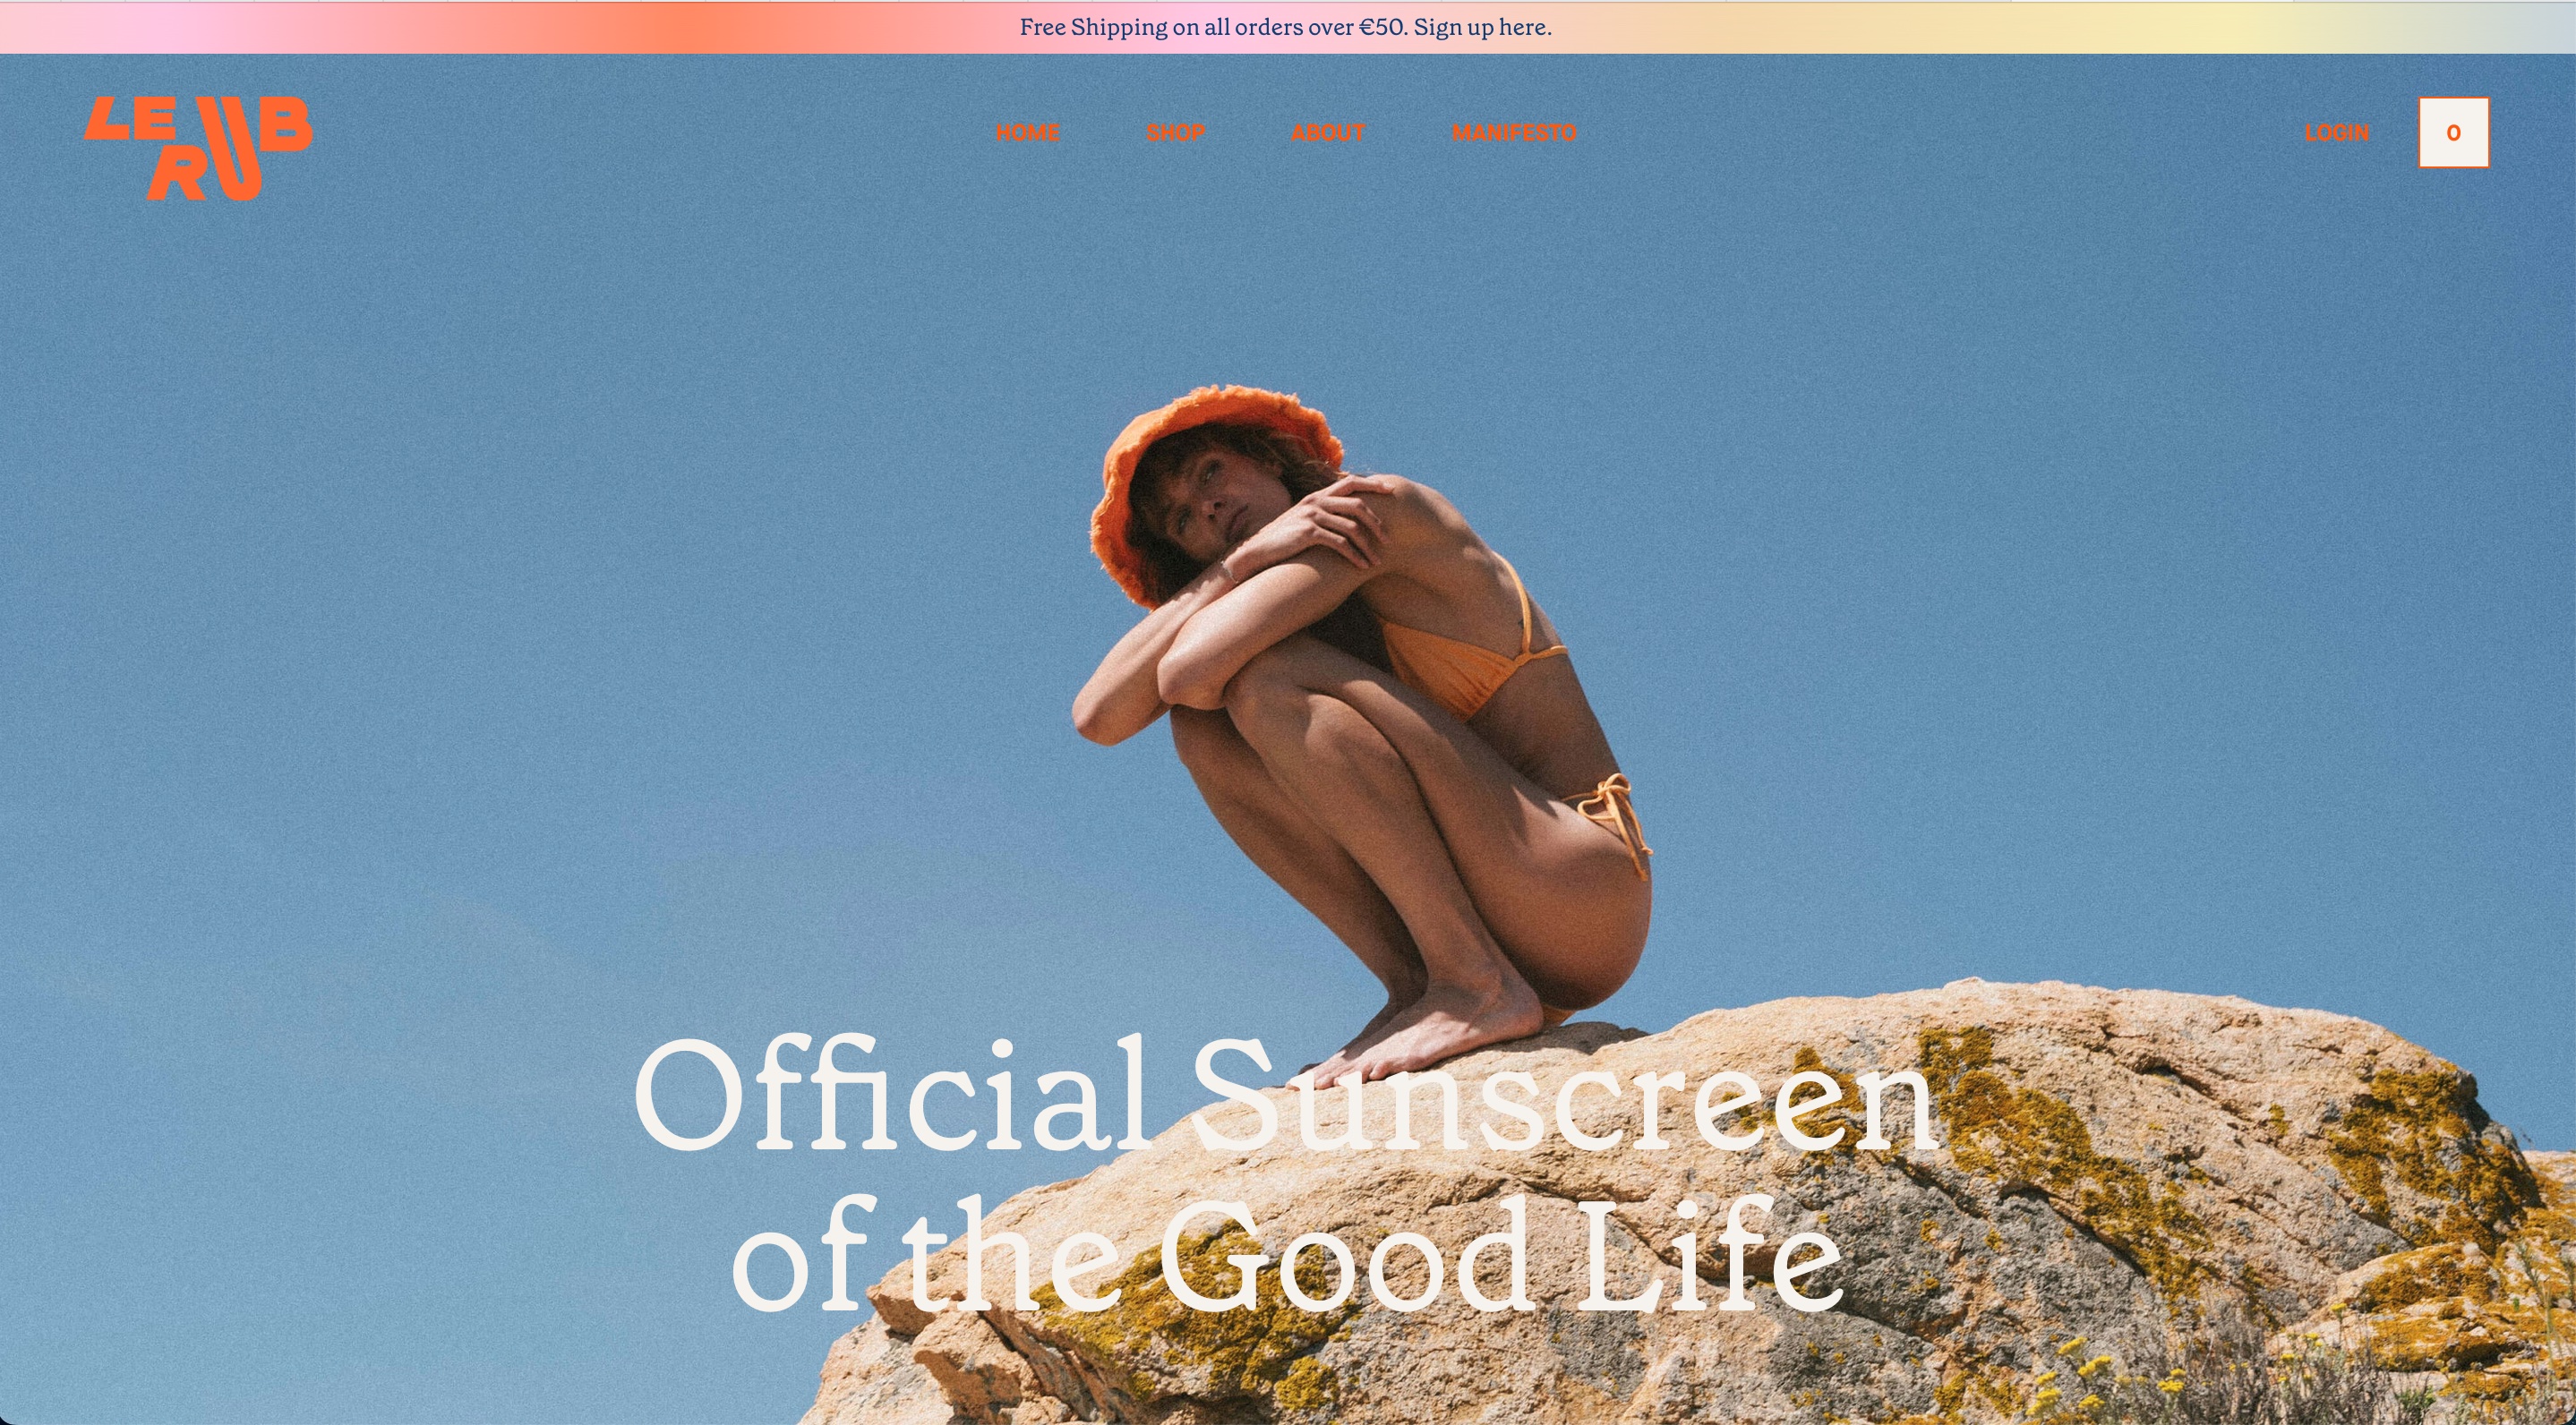 Free Shipping on all orders over €50. Sign up here.
LE RUB
HOME SHOP ABOUT MANIFESTO LOGIN 0
Official Sunscreen
of the Good Life